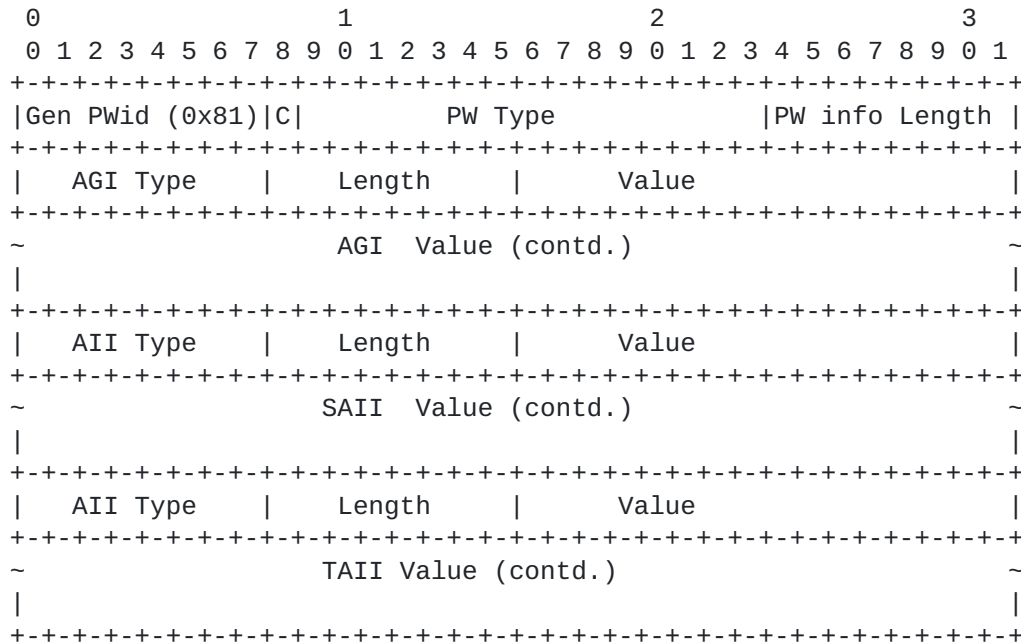 0                   1                   2                   3
 0 1 2 3 4 5 6 7 8 9 0 1 2 3 4 5 6 7 8 9 0 1 2 3 4 5 6 7 8 9 0 1
+-+-+-+-+-+-+-+-+-+-+-+-+-+-+-+-+-+-+-+-+-+-+-+-+-+-+-+-+-+-+-+-+
|Gen PWid (0x81)|C|         PW Type             |PW info Length |
+-+-+-+-+-+-+-+-+-+-+-+-+-+-+-+-+-+-+-+-+-+-+-+-+-+-+-+-+-+-+-+-+
|   AGI Type    |    Length     |      Value                    |
+-+-+-+-+-+-+-+-+-+-+-+-+-+-+-+-+-+-+-+-+-+-+-+-+-+-+-+-+-+-+-+-+
~                    AGI  Value (contd.)                        ~
|                                                               |
+-+-+-+-+-+-+-+-+-+-+-+-+-+-+-+-+-+-+-+-+-+-+-+-+-+-+-+-+-+-+-+-+
|   AII Type    |    Length     |      Value                    |
+-+-+-+-+-+-+-+-+-+-+-+-+-+-+-+-+-+-+-+-+-+-+-+-+-+-+-+-+-+-+-+-+
~                   SAII  Value (contd.)                        ~
|                                                               |
+-+-+-+-+-+-+-+-+-+-+-+-+-+-+-+-+-+-+-+-+-+-+-+-+-+-+-+-+-+-+-+-+
|   AII Type    |    Length     |      Value                    |
+-+-+-+-+-+-+-+-+-+-+-+-+-+-+-+-+-+-+-+-+-+-+-+-+-+-+-+-+-+-+-+-+
~                   TAII Value (contd.)                         ~
|                                                               |
+-+-+-+-+-+-+-+-+-+-+-+-+-+-+-+-+-+-+-+-+-+-+-+-+-+-+-+-+-+-+-+-+